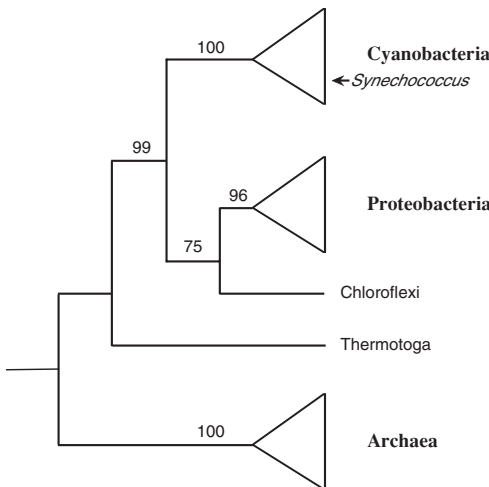 100
Cyanobacteria
Synechococcus
99
96
Proteobacteria
75
Chloroflexi
Thermotoga
100
Archaea